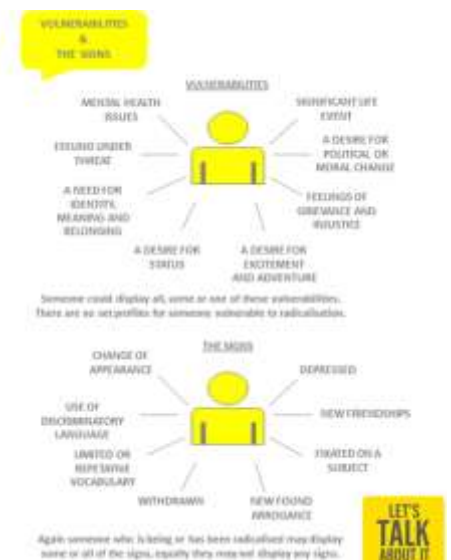 VULNERABILITIES
&
THE SIGNS
VULNERABILITIES
MENTAL HEALTH
ISSUES
SIGNIFICANT LIFE
EVENT
FEELING UNDER
THREAT
A DESIRE FOR
POLITICAL OR
MORAL CHANGE
A NEED FOR
IDENTITY,
MEANING AND
BELONGING
FEELINGS OF
GRIEVANCE AND
INJUSTICE
A DESIRE FOR
STATUS
A DESIRE FOR
EXCITEMENT
AND ADVENTURE
Someone could display all, some or one of these vulnerabilities.
There are no set profiles for someone vulnerable to radicalisation.
THE SIGNS
CHANGE OF
APPEARANCE
DEPRESSED
USE OF
DISCRIMINATORY
LANGUAGE
NEW FRIENDSHIPS
LIMITED OR
REPETATIVE
VOCABULARY
FIXATED ON A
SUBJECT
WITHDRAWN
NEW FOUND
ARROGANCE
Again someone who is being or has been radicalised may display
some or all of the signs, equally they may not display any signs.
LET'S
TALK
ABOUT IT